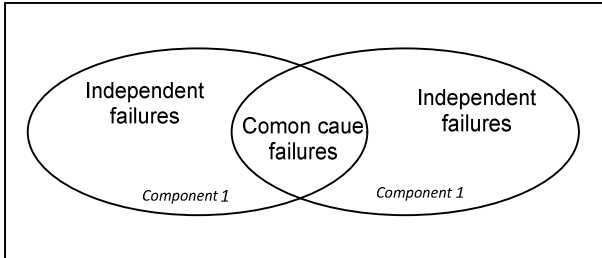 Independent
failures
Comon caue
failures
Independent
failures
Component 1
Component 1